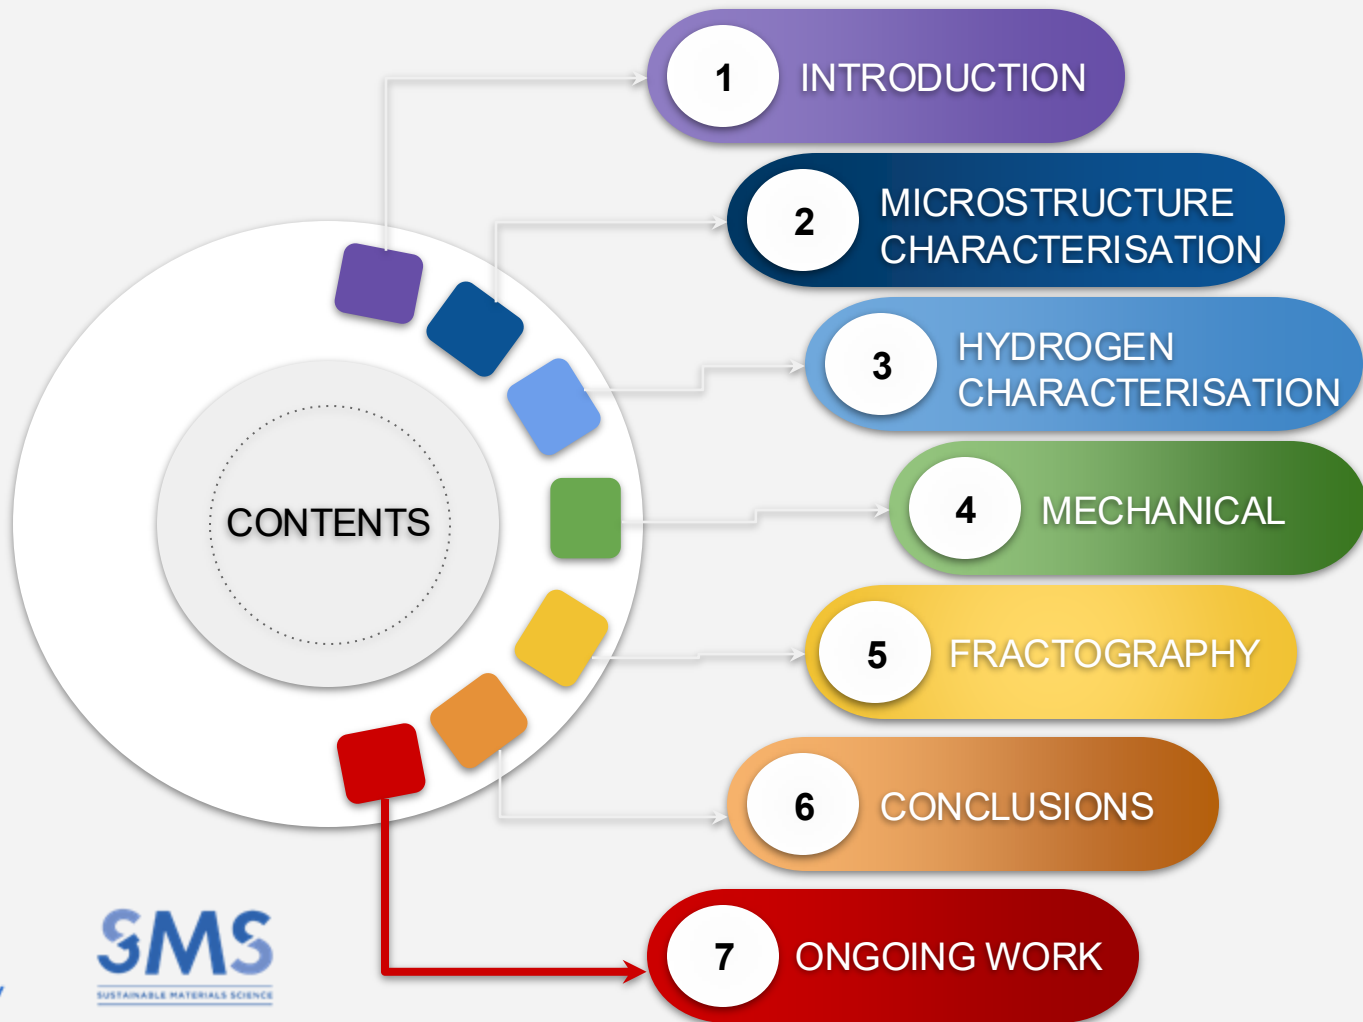 1 INTRODUCTION
2 MICROSTRUCTURE
CHARACTERISATION
3 HYDROGEN
CHARACTERISATION
CONTENTS
4 MECHANICAL
5 FRACTOGRAPHY
6 CONCLUSIONS
7 ONGOING WORK
SMS
SUSTAINABLE MATERIALS SCIENCE